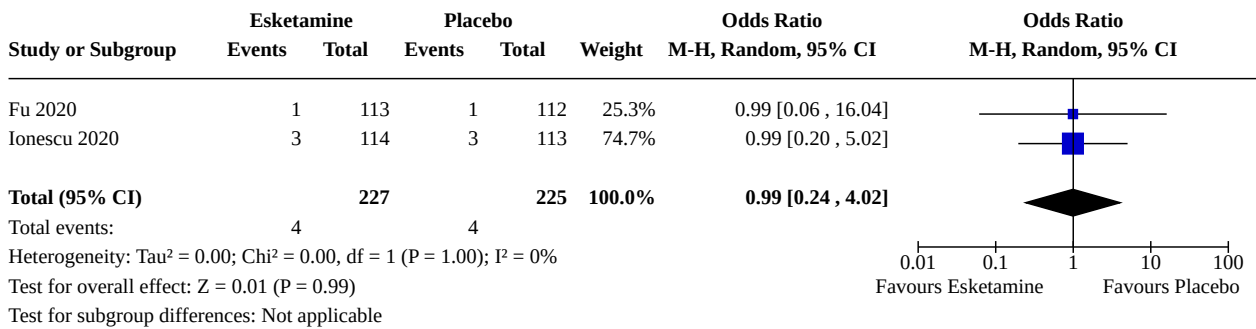 Esketamine Placebo Odds Ratio Odds Ratio
Study or Subgroup Events Total Events Total Weight M-H, Random, 95% CI M-H, Random, 95% CI
Fu 2020 1 113 1 112 25.3% 0.99 [0.06 , 16.04]
Ionescu 2020 3 114 3 113 74.7% 0.99 [0.20 , 5.02]
Total (95% CI) 227 225 100.0% 0.99 [0.24 , 4.02]
Total events: 4 4
Heterogeneity: Tau² = 0.00; Chi² = 0.00, df = 1 (P = 1.00); I² = 0%
0.01 0.1 1 10 100
Test for overall effect: Z = 0.01 (P = 0.99) Favours Esketamine Favours Placebo
Test for subgroup differences: Not applicable